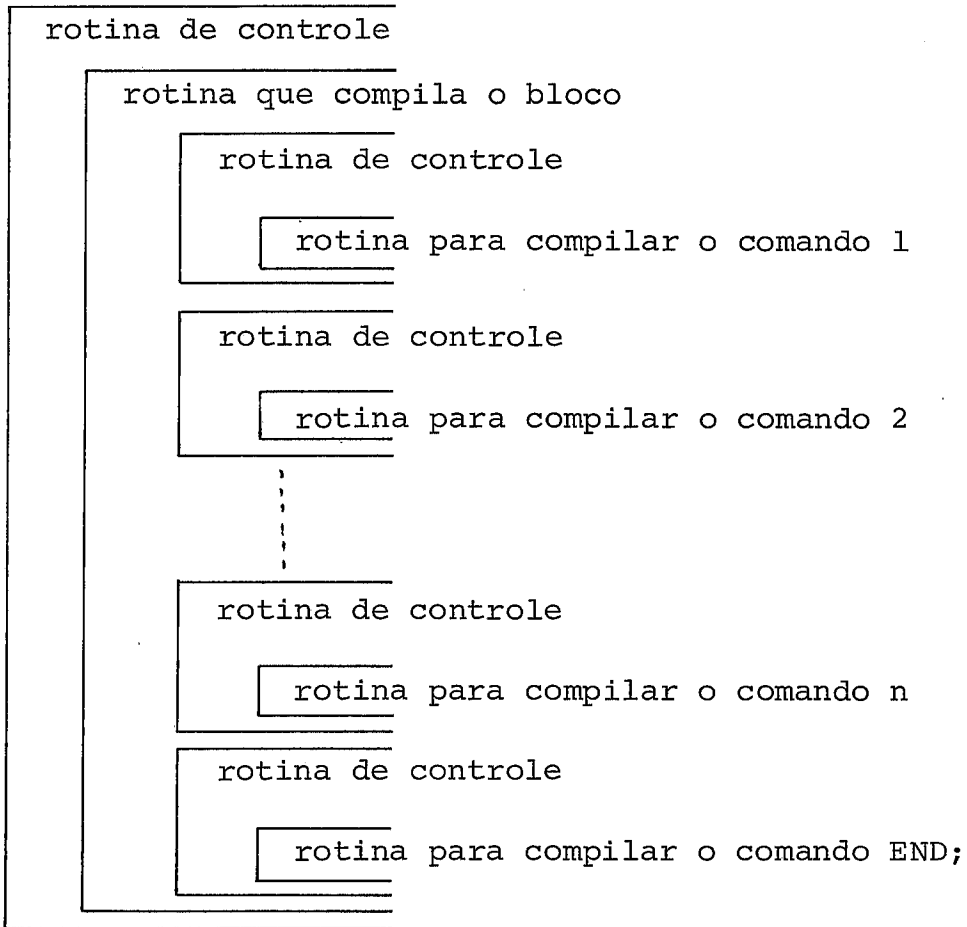 rotina de controle
rotina que compila o bloco
rotina de controle
rotina para compilar o comando 1
rotina de controle
rotina para compilar o comando 2
rotina de controle
rotina para compilar o comando n
rotina de controle
rotina para compilar o comando END;